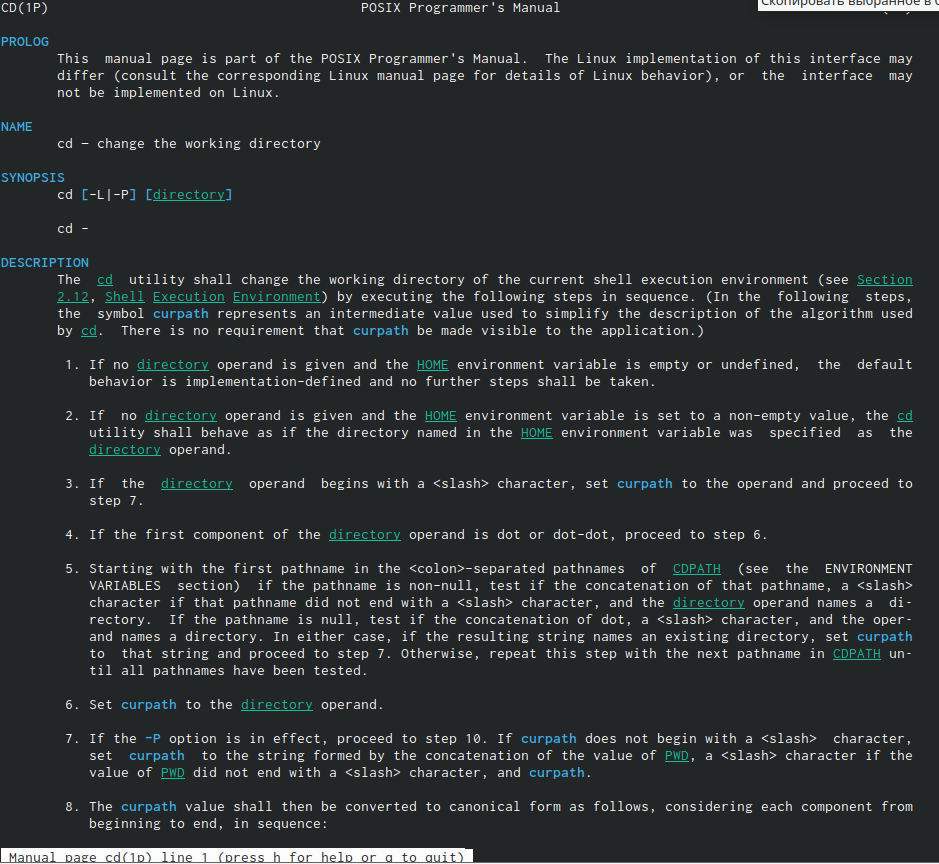 CD(1P) POSIX Programmer's Manual
Скопировать выбранное в
PROLOG
This manual page is part of the POSIX Programmer's Manual. The Linux implementation of this interface may
differ (consult the corresponding Linux manual page for details of Linux behavior), or the interface may
not be implemented on Linux.
NAME
cd - change the working directory
SYNOPSIS
cd [-L|-P] [directory]
cd -
DESCRIPTION
The cd utility shall change the working directory of the current shell execution environment (see Section
2.12, Shell Execution Environment) by executing the following steps in sequence. (In the following steps,
the symbol curpath represents an intermediate value used to simplify the description of the algorithm used
by cd. There is no requirement that curpath be made visible to the application.)
1. If no directory operand is given and the HOME environment variable is empty or undefined, the default
behavior is implementation-defined and no further steps shall be taken.
2. If no directory operand is given and the HOME environment variable is set to a non-empty value, the cd
utility shall behave as if the directory named in the HOME environment variable was specified as the
directory operand.
3. If the directory operand begins with a <slash> character, set curpath to the operand and proceed to
step 7.
4. If the first component of the directory operand is dot or dot-dot, proceed to step 6.
5. Starting with the first pathname in the <colon>-separated pathnames of CDPATH (see the ENVIRONMENT
VARIABLES section) if the pathname is non-null, test if the concatenation of that pathname, a <slash>
character if that pathname did not end with a <slash> character, and the directory operand names a di-
rectory. If the pathname is null, test if the concatenation of dot, a <slash> character, and the oper-
and names a directory. In either case, if the resulting string names an existing directory, set curpath
to that string and proceed to step 7. Otherwise, repeat this step with the next pathname in CDPATH un-
til all pathnames have been tested.
6. Set curpath to the directory operand.
7. If the -P option is in effect, proceed to step 10. If curpath does not begin with a <slash> character,
set curpath to the string formed by the concatenation of the value of PWD, a <slash> character if the
value of PWD did not end with a <slash> character, and curpath.
8. The curpath value shall then be converted to canonical form as follows, considering each component from
beginning to end, in sequence:
Manual page cd(1p) line 1 (press h for help or q to quit)